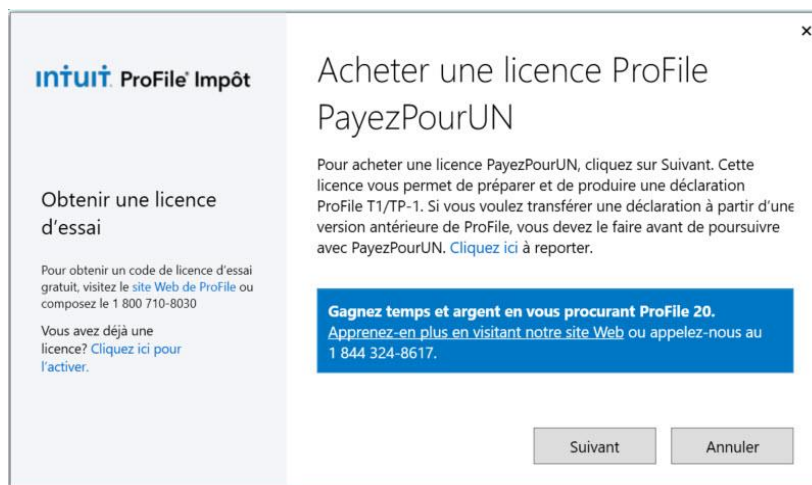 intuit ProFile Impôt
Obtenir une licence
d'essai
Pour obtenir un code de licence d'essai
gratuit, visitez le site Web de ProFile ou
composez le 1 800 710-8030
Vous avez déjà une
licence? Cliquez ici pour
l'activer.
×
Acheter une licence ProFile
PayezPourUN
Pour acheter une licence PayezPourUN, cliquez sur Suivant. Cette
licence vous permet de préparer et de produire une déclaration
ProFile T1/TP-1. Si vous voulez transférer une déclaration à partir d'une
version antérieure de ProFile, vous devez le faire avant de poursuivre
avec PayezPourUN. Cliquez ici à reporter.
Gagnez temps et argent en vous procurant ProFile 20.
Apprenez-en plus en visitant notre site Web ou appelez-nous au
1 844 324-8617.
Suivant
Annuler